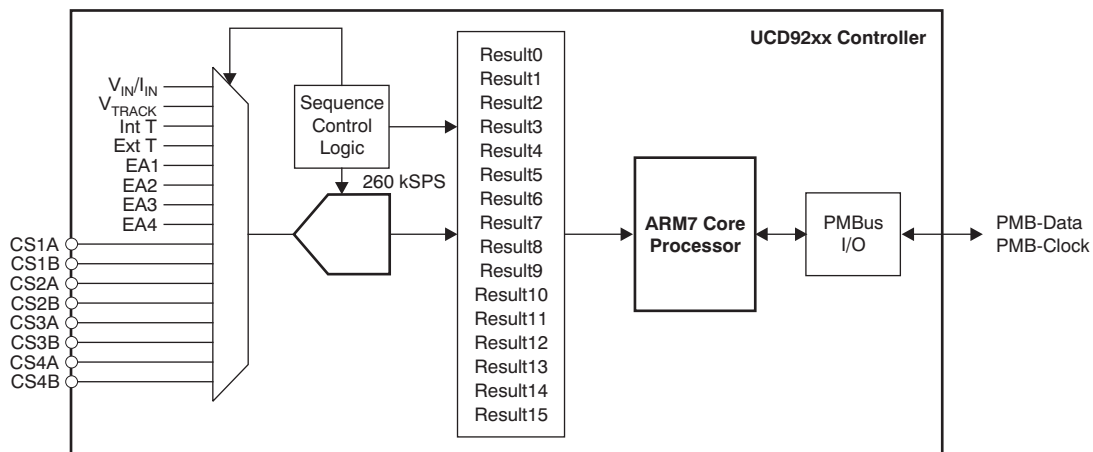 UCD92xx Controller
VIN/IIN
VTRACK
Int T
Ext T
EA1
EA2
EA3
EA4
CS1A
CS1B
CS2A
CS2B
CS3A
CS3B
CS4A
CS4B
Sequence
Control
Logic
260 kSPS
Result0
Result1
Result2
Result3
Result4
Result5
Result6
Result7
Result8
Result9
Result10
Result11
Result12
Result13
Result14
Result15
ARM7 Core
Processor
PMBus
I/O
PMB-Data
PMB-Clock